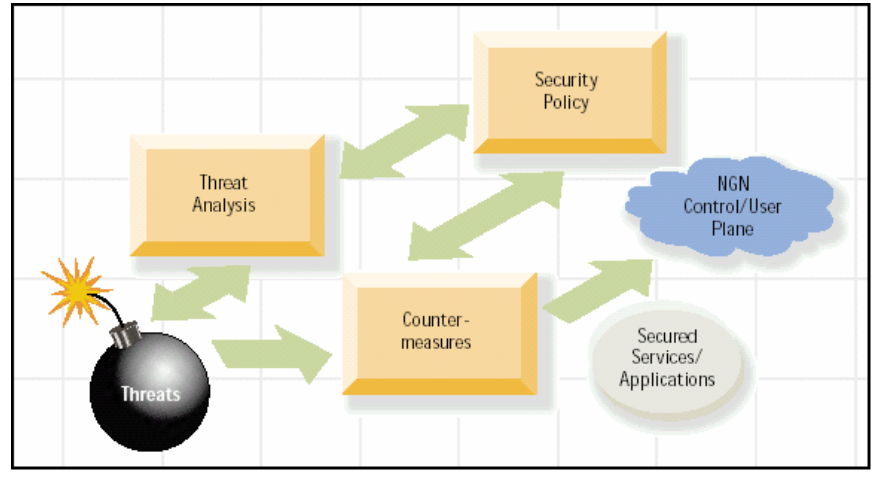 Security
Policy
Threat
Analysis
NGN
Control/User
Plane
Counter-
measures
Secured
Services/
Applications
Threats